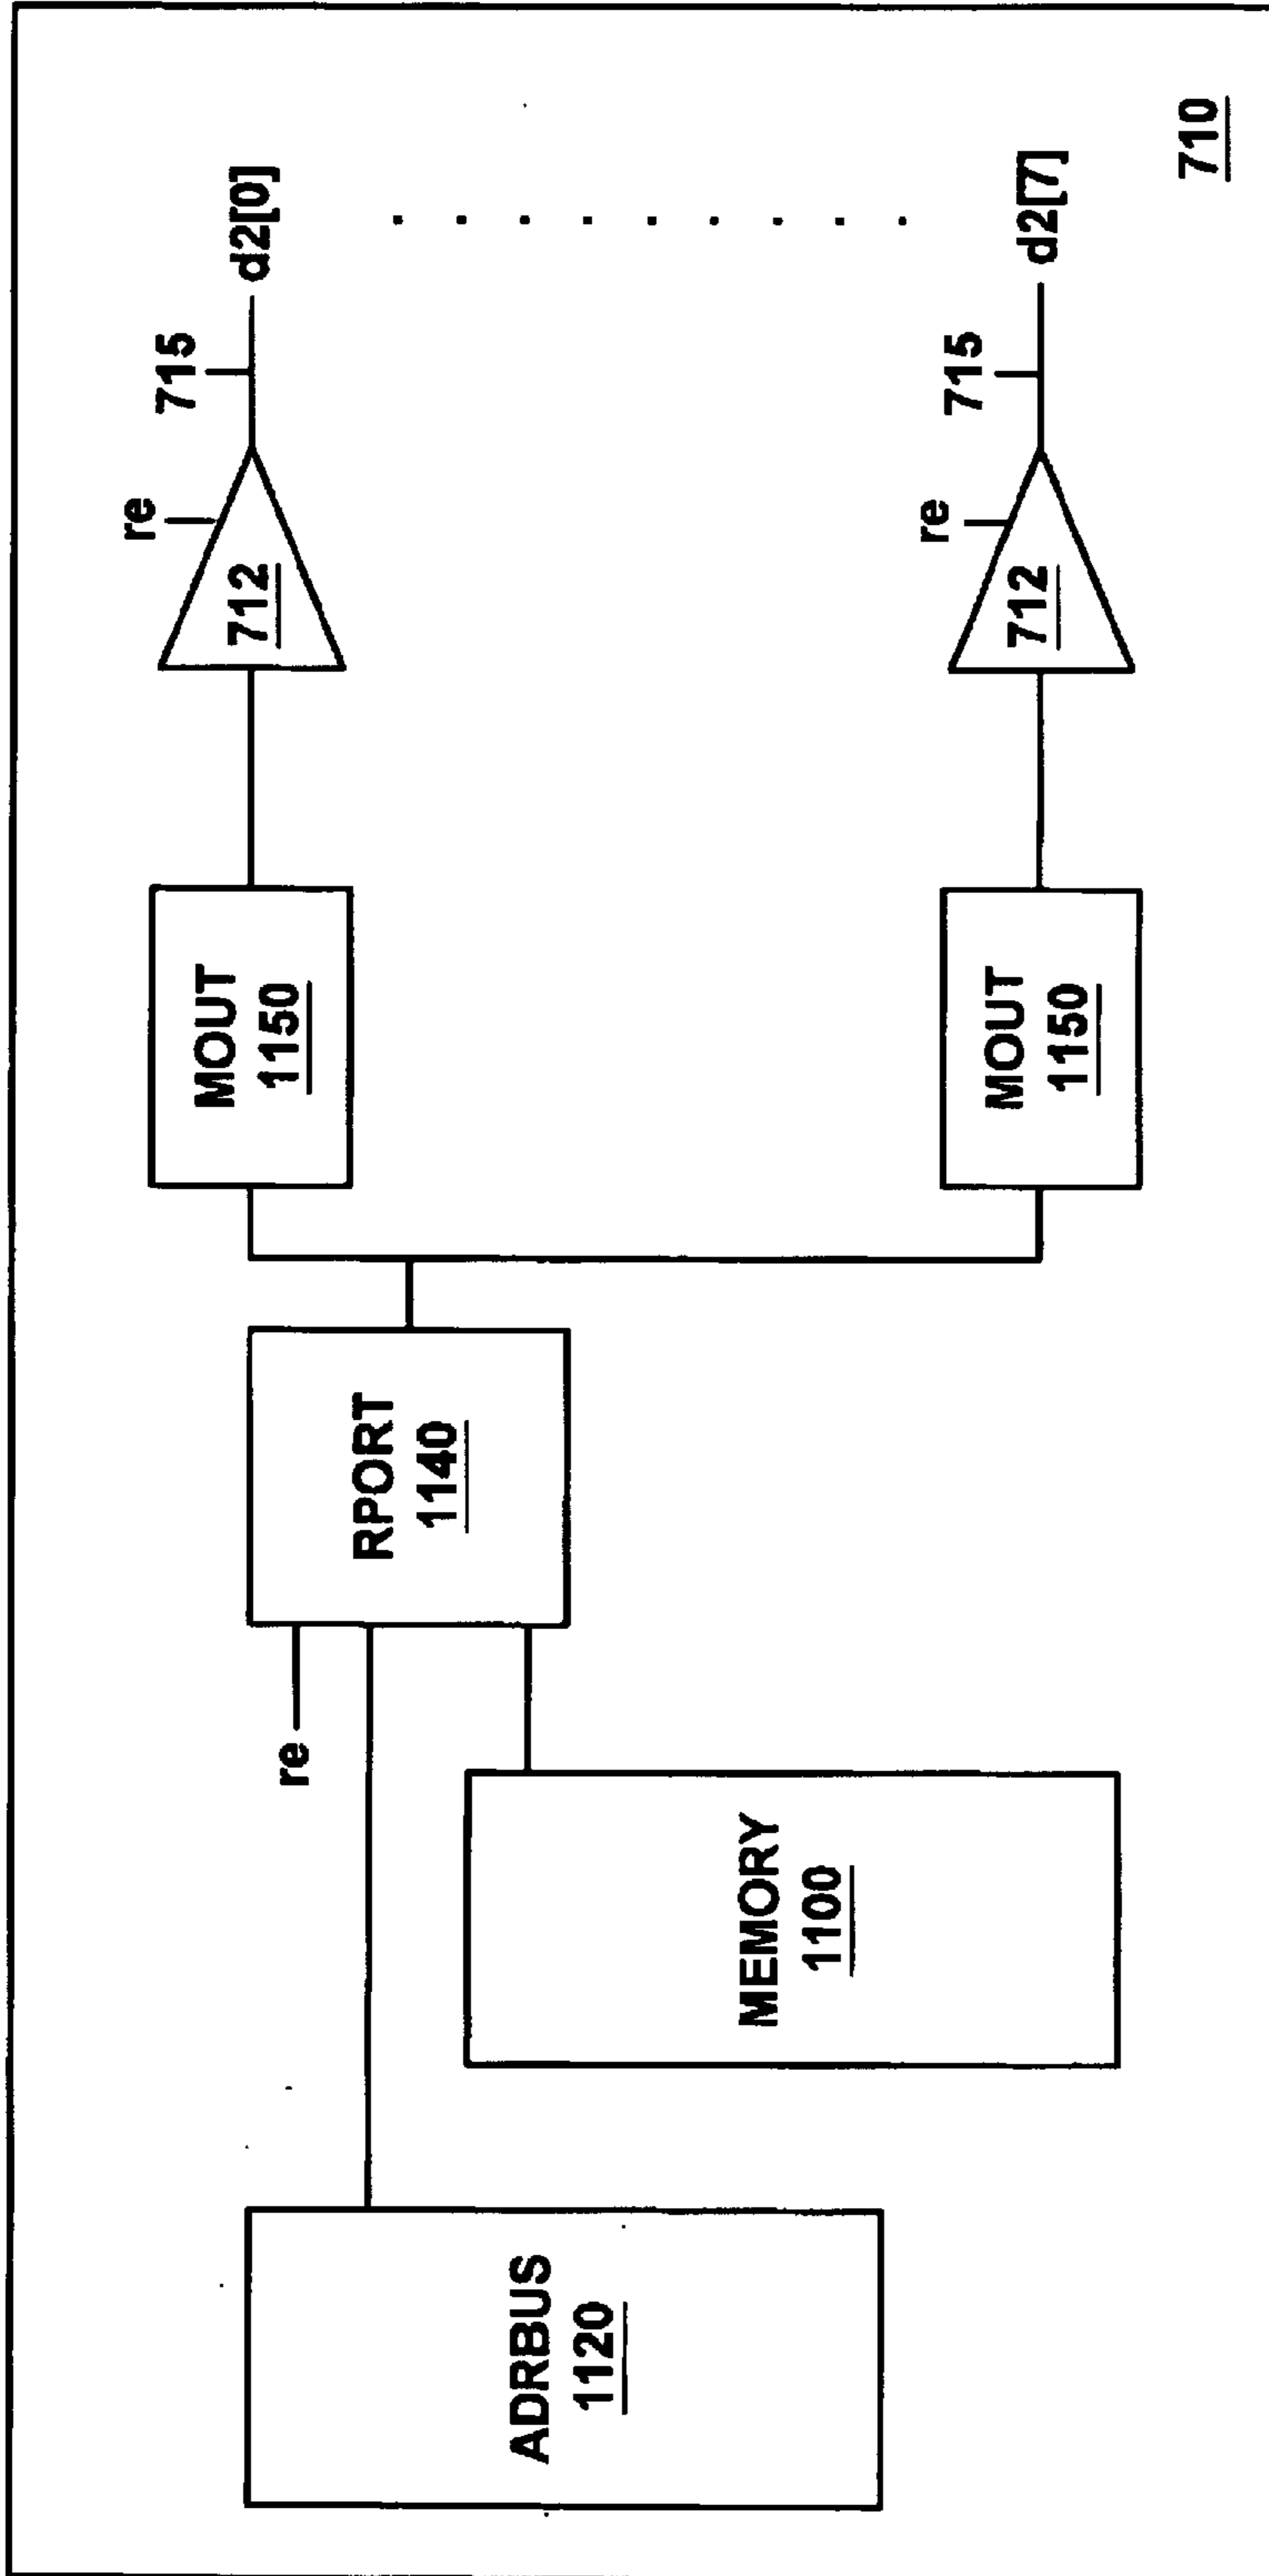 ADRBUS
1120
MEMORY
1100
re
RPORT
1140
MOUT
1150
MOUT
1150
re
712
715
d2[0]
re
712
715
d2[7]
710